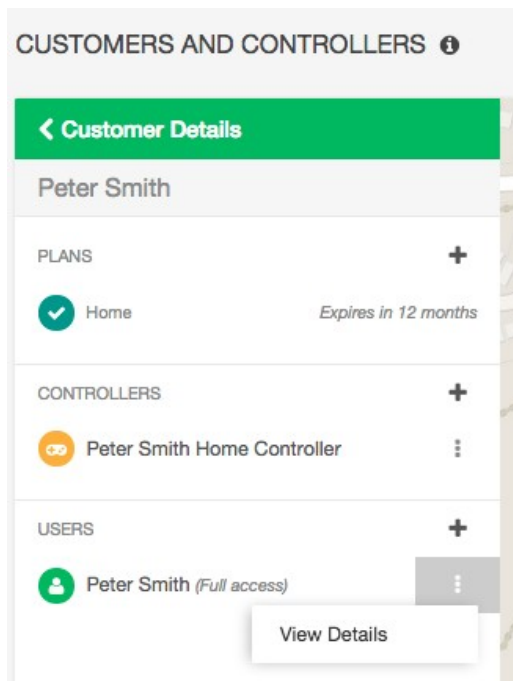 CUSTOMERS AND CONTROLLERS
Customer Details
Peter Smith
PLANS
Home Expires in 12 months
CONTROLLERS
Peter Smith Home Controller
USERS
Peter Smith (Full access)
View Details